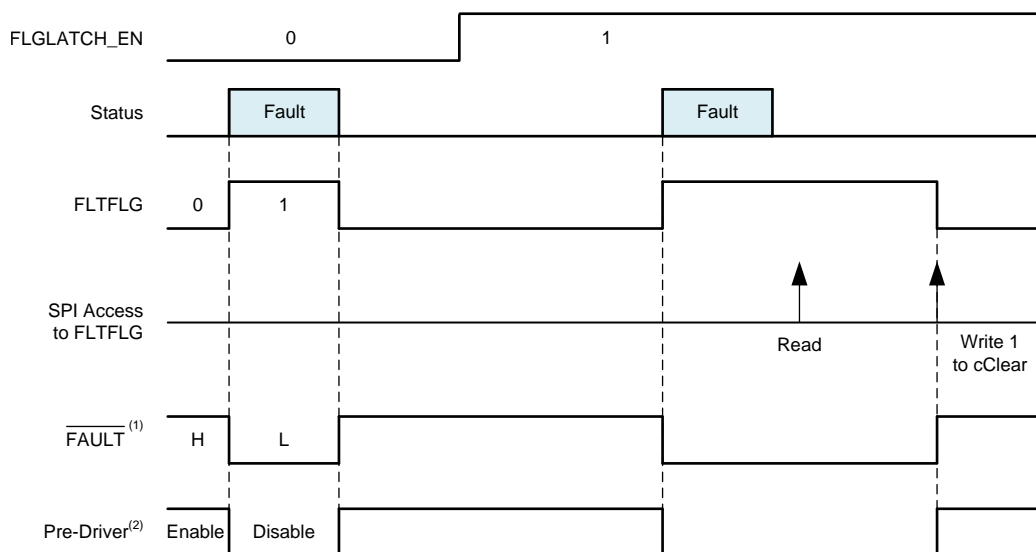 FLGLATCH_EN 0 1
Status Fault Fault
FLTFLG 0 1
SPI Access
to FLTFLG
Read
Write 1
to cClear
FAULT (1) H L
Pre-Driver(2) Enable Disable